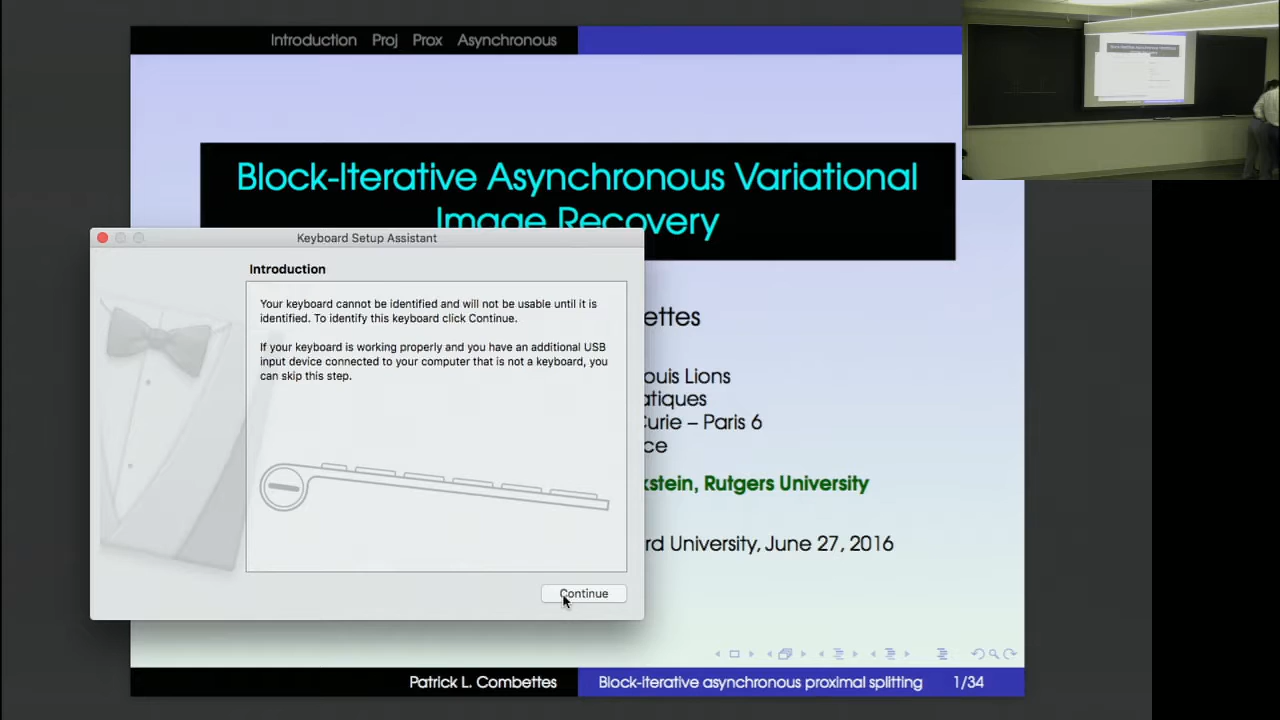 Introduction Proj Prox Asynchronous
Block-Iterative Asynchronous Variational
Image Recovery
Keyboard Setup Assistant
Introduction
Your keyboard cannot be identified and will not be usable until it is
identified. To identify this keyboard click Continue.
If your keyboard is working properly and you have an additional USB
input device connected to your computer that is not a keyboard, you
can skip this step.
Continue
ettes
ouis Lions
atiques
Curie – Paris 6
ce
kstein, Rutgers University
rd University, June 27, 2016
Patrick L. Combettes Block-iterative asynchronous proximal splitting 1/34